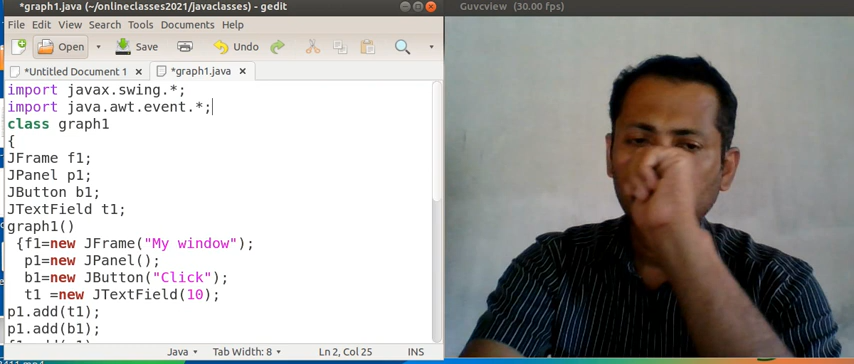 *graph1.java (~/onlineclasses2021/javaclasses) - gedit
Guvcview (30.00 fps)
File Edit View Search Tools Documents Help
Open Save Undo
*Untitled Document 1 × *graph1.java ×
import javax.swing.*;
import java.awt.event.*;
class graph1
{
JFrame f1;
JPanel p1;
JButton b1;
JTextField t1;
graph1()
{f1=new JFrame("My window");
p1=new JPanel();
b1=new JButton("Click");
t1 =new JTextField(10);
p1.add(t1);
p1.add(b1);
Java Tab Width: 8 Ln 2, Col 25 INS